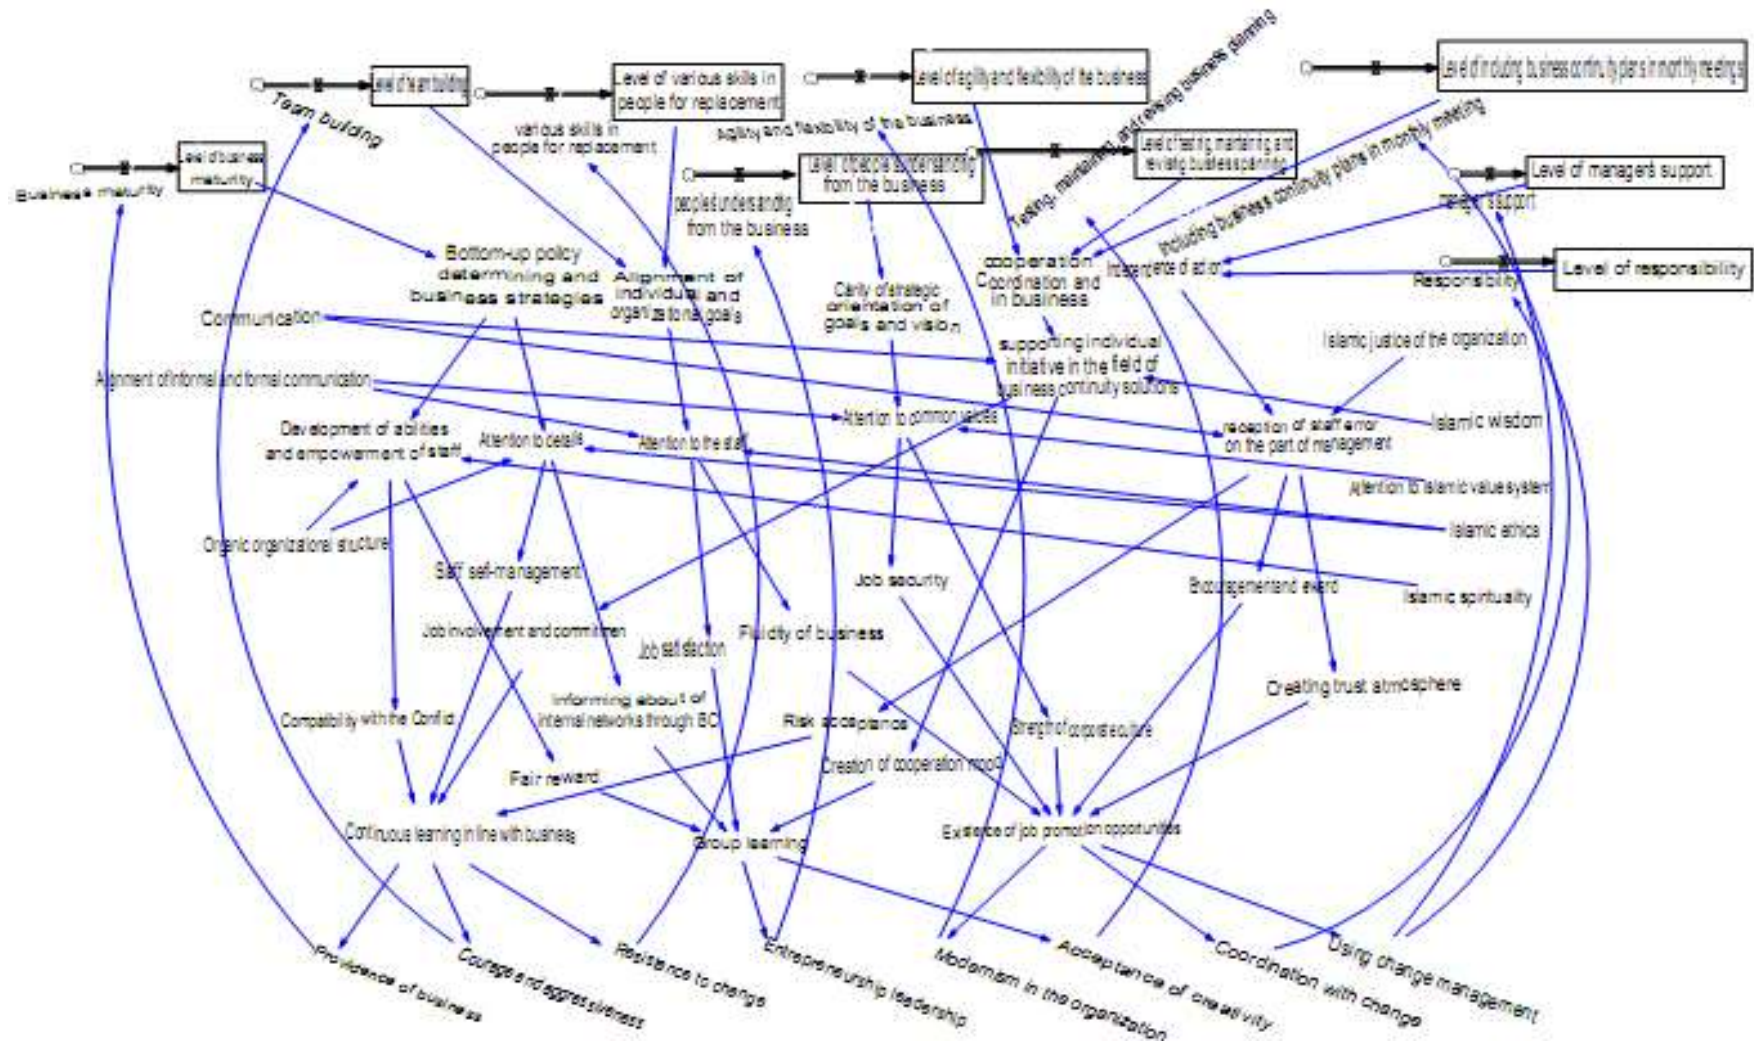 Testing, maintaining, and revising business planning
Level of team building
Level of various skills in
people for replacement
Level of agility and flexibility of the business
Level of including business continuity plans in monthly meetings
Team building
various skills in
people for replacement
agility and flexibility of the business
Level of testing, maintaining, and
revising business planning
Including business continuity plans in monthly meeting
Level of business
maturity
Business maturity
Level of people's understanding
from the business
people's understanding
from the business
Level of managers support
manager's support
Level of responsibility
Responsibility
Bottom-up policy
determining and
business strategies
Alignment of
individual and
organizational goals
Clarity of strategic
orientation of
goals and vision
cooperation
Coordination and
in business
Independence of action
Communication
supporting individual
initiative in the field of
business continuity solutions
Islamic justice of the organization
Alignment of informal and formal communication
Attention to common values
Islamic wisdom
Development of abilities
and empowerment of staff
Attention to details
Attention to the staff
reception of staff error
on the part of management
Attention to islamic value system
Islamic ethics
Organic organizational structure
Staff self-management
Job security
Encouragement and reward
Islamic spirituality
Job involvement and commitmen
Job satisfaction
Fluidity of business
Creating trust atmosphere
Compatibility with the Conflict
Informing about of
internal networks through BC
Risk acceptance
Strength of corporate culture
Fair reward
Creation of cooperation mood
Continuous learning in line with business
Group learning
Existence of job promotion opportunities
Providence of business
Courage and aggressiveness
Resistance to change
Entrepreneurship leadership
Modernism in the organization
Acceptance of creativity
Coordination with change
Using change management